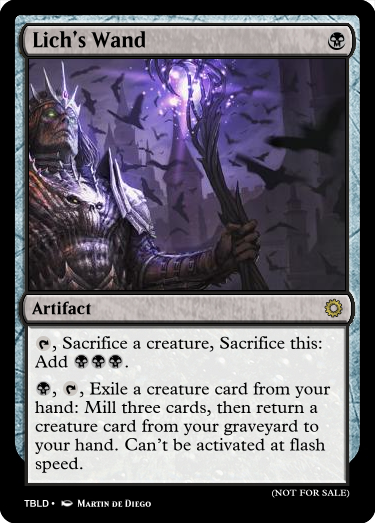 Lich's Wand
Artifact
, Sacrifice a creature, Sacrifice this:
Add .
, , Exile a creature card from your
hand: Mill three cards, then return a
creature card from your graveyard to
your hand. Can't be activated at flash
speed.
(NOT FOR SALE)
TBLD • Martin de Diego